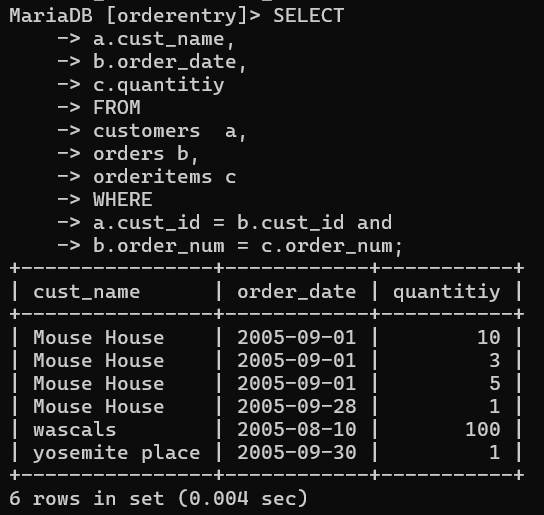 MariaDB [orderentry]> SELECT
    -> a.cust_name,
    -> b.order_date,
    -> c.quantitiy
    -> FROM
    -> customers  a,
    -> orders b,
    -> orderitems c
    -> WHERE
    -> a.cust_id = b.cust_id and
    -> b.order_num = c.order_num;
+----------------+------------+-----------+
| cust_name      | order_date | quantitiy |
+----------------+------------+-----------+
| Mouse House    | 2005-09-01 |        10 |
| Mouse House    | 2005-09-01 |         3 |
| Mouse House    | 2005-09-01 |         5 |
| Mouse House    | 2005-09-28 |         1 |
| wascals        | 2005-08-10 |       100 |
| yosemite place | 2005-09-30 |         1 |
+----------------+------------+-----------+
6 rows in set (0.004 sec)